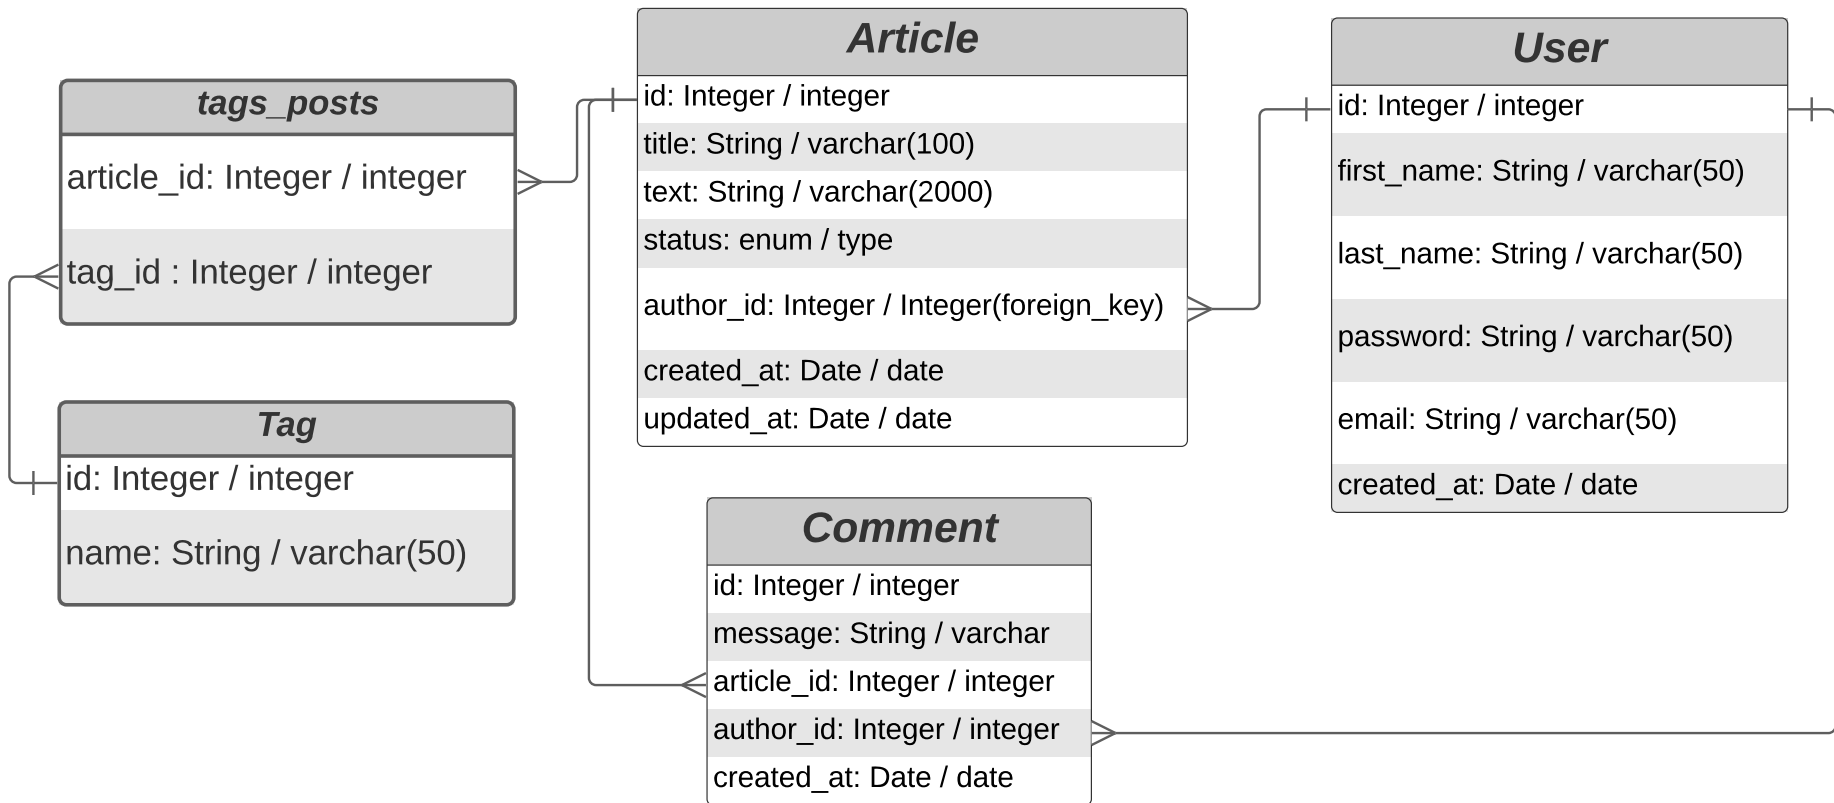 tags_posts
article_id: Integer / integer
tag_id : Integer / integer
Tag
id: Integer / integer
name: String / varchar(50)
Article
id: Integer / integer
title: String / varchar(100)
text: String / varchar(2000)
status: enum / type
author_id: Integer / Integer(foreign_key)
created_at: Date / date
updated_at: Date / date
Comment
id: Integer / integer
message: String / varchar
article_id: Integer / integer
author_id: Integer / integer
created_at: Date / date
User
id: Integer / integer
first_name: String / varchar(50)
last_name: String / varchar(50)
password: String / varchar(50)
email: String / varchar(50)
created_at: Date / date